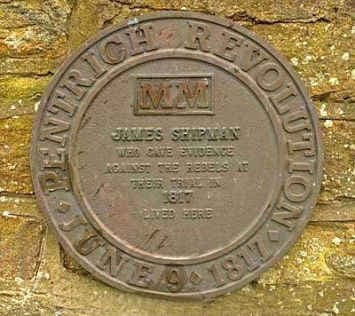 PENTRICH REVOLUTION
MM
JAMES SHIPMAN
WHO GAVE EVIDENCE
AGAINST THE REBELS AT
THEIR TRIAL IN
1817
LIVED HERE
· JUNE 9 · 1817 ·